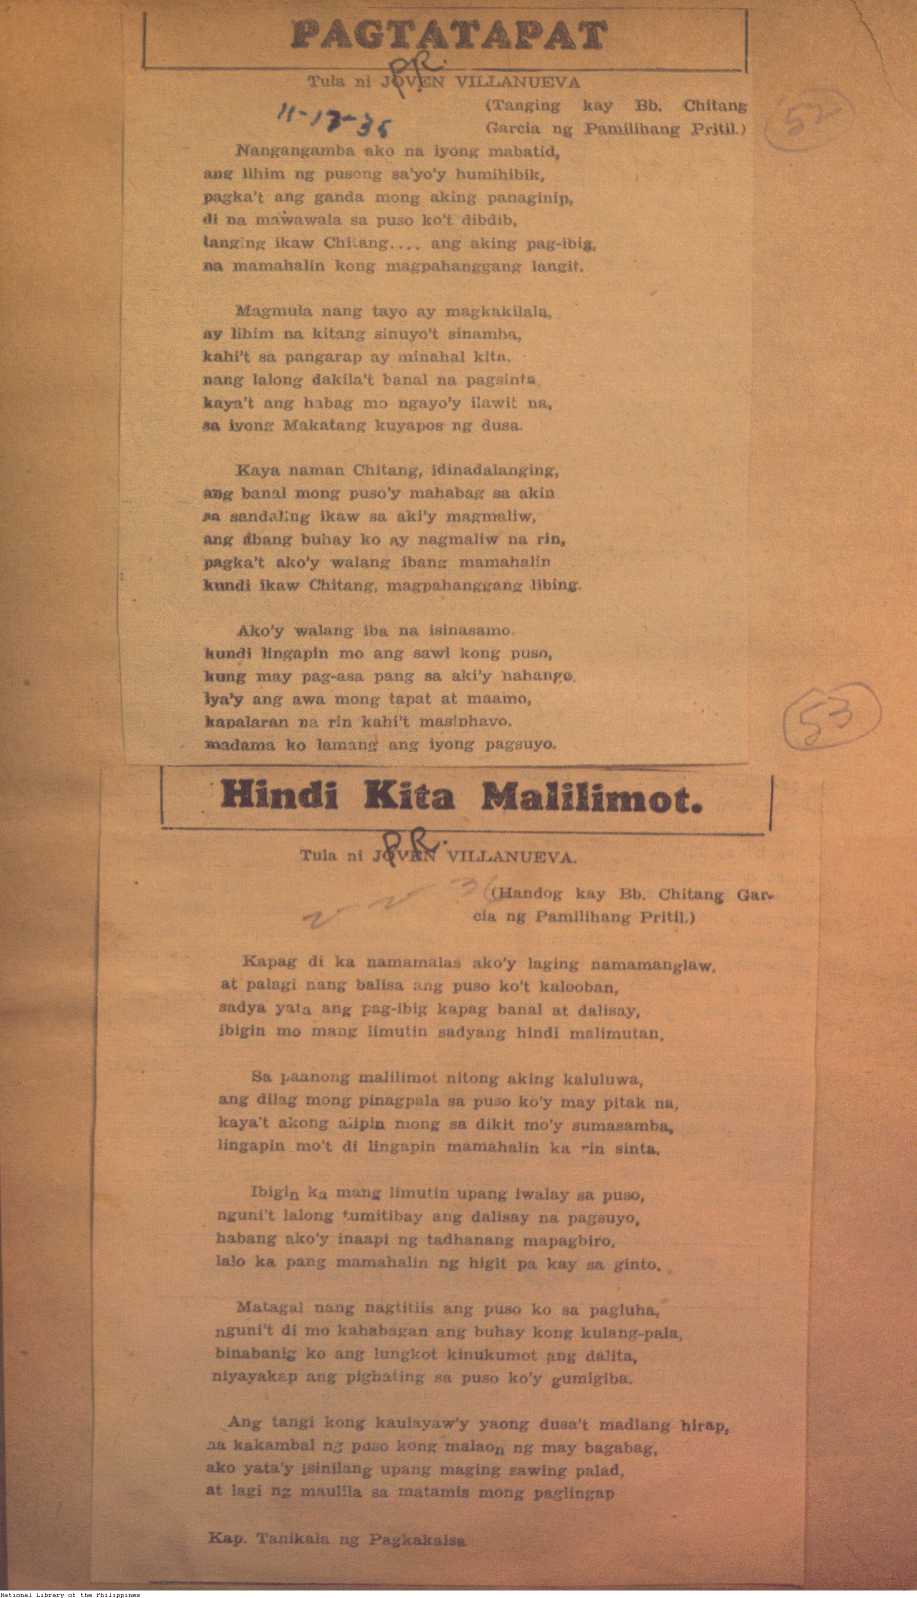 PAGTATAPAT
P.R.
Tula ni JOVEN VILLANUEVA
11-17-36
(Tanging kay Bb. Chitang
Garcia ng Pamilihang Pritil.)
52
Nangangamba ako na iyong mabatid,
ang lihim ng pusong sa'yo'y humihibik,
pagka't ang ganda mong aking panaginip,
di na mawawala sa puso ko't dibdib,
tanging ikaw Chitang.... ang aking pag-ibig,
na mamahalin kong magpahanggang langit.
Magmula nang tayo ay magkakilala,
ay lihim na kitang sinuyo't sinamba,
kahi't sa pangarap ay minahal kita.
nang lalong dakila't banal na pagsinta
kaya't ang habag mo ngayo'y ilawit na,
sa iyong Makatang kuyapos ng dusa.
Kaya naman Chitang, idinadalanging,
ang banal mong puso'y mahabag sa akin
sa sandaling ikaw sa aki'y magmaliw,
ang abang buhay ko ay nagmaliw na rin,
pagka't ako'y walang ibang mamahalin
kundi ikaw Chitang, magpahanggang libing.
Ako'y walang iba na isinasamo.
kundi lingapin mo ang sawi kong puso,
kung may pag-asa pang sa aki'y hahango,
iya'y ang awa mong tapat at maamo,
kapalaran na rin kahi't masiphayo.
madama ko lamang ang iyong pagsuyo.
53
Hindi Kita Malilimot.
P.R.
Tula ni JOVEN VILLANUEVA.
36
(Handog kay Bb. Chitang Gar-
cia ng Pamilihang Pritil.)
Kapag di ka namamalas ako'y laging namamanglaw,
at palagi nang balisa ang puso ko't kalooban,
sadya yata ang pag-ibig kapag banal at dalisay,
ibigin mo mang limutin sadyang hindi malimutan,
Sa paanong malilimot nitong aking kaluluwa,
ang dilag mong pinagpala sa puso ko'y may pitak na,
kaya't akong alipin mong sa dikit mo'y sumasamba,
lingapin mo't di lingapin mamahalin ka rin sinta.
Ibigin ka mang limutin upang iwalay sa puso,
nguni't lalong tumitibay ang dalisay na pagsuyo,
habang ako'y inaapi ng tadhanang mapagbiro,
lalo ka pang mamahalin ng higit pa kay sa ginto.
Matagal nang nagtitiis ang puso ko sa pagluha,
nguni't di mo kahabagan ang buhay kong kulang-pala,
binabanig ko ang lungkot kinukumot ang dalita,
niyayakap ang pighating sa puso ko'y gumigiba.
Ang tangi kong kaulayaw'y yaong dusa't madlang hirap,
na kakambal ng puso kong malaon ng may bagabag,
ako yata'y isinilang upang maging sawing palad,
at lagi ng maulila sa matamis mong paglingap
Kap. Tanikala ng Pagkakaisa
National Library of the Philippines